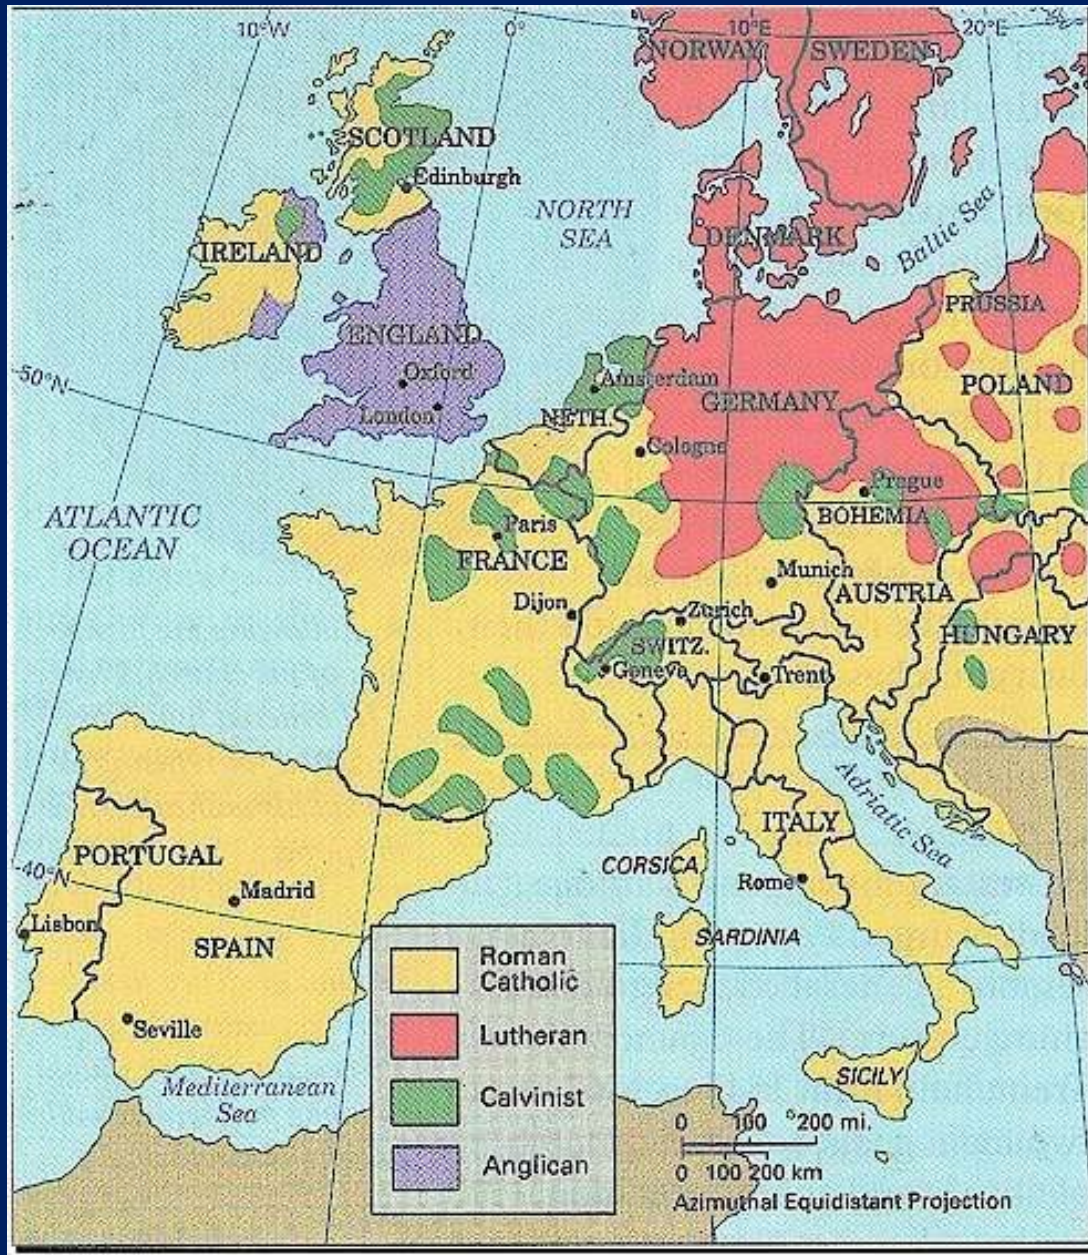 10°W
0°
10°E
20°E
NORWAY
SWEDEN
SCOTLAND
Edinburgh
NORTH
SEA
Baltic Sea
DENMARK
IRELAND
PRUSSIA
ENGLAND
50°N
Oxford
Amsterdam
POLAND
London
GERMANY
NETH.
Cologne
Prague
ATLANTIC
OCEAN
BOHEMIA
Paris
FRANCE
Munich
AUSTRIA
Dijon
Zurich
HUNGARY
SWITZ.
Geneva
Trent
Adriatic Sea
ITALY
PORTUGAL
CORSICA
40°N
Madrid
Rome
Lisbon
SPAIN
SARDINIA
Roman
Catholic
Seville
Lutheran
Mediterranean
Sea
SICILY
Calvinist
0 100 200 mi.
Anglican
0 100 200 km
Azimuthal Equidistant Projection